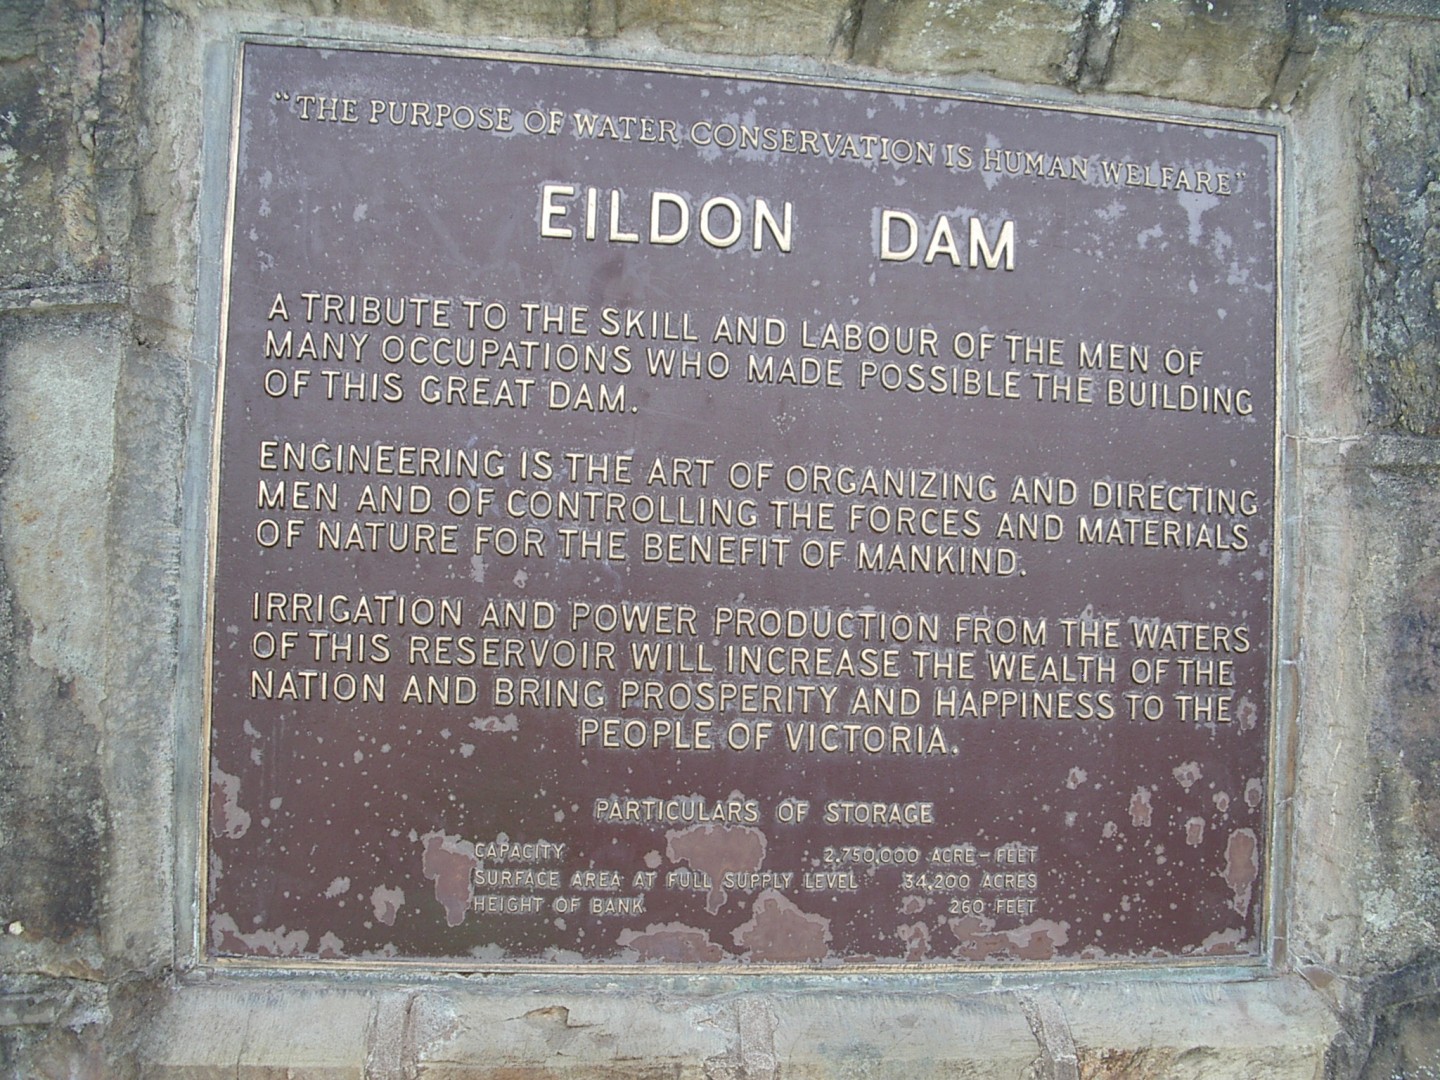 "THE PURPOSE OF WATER CONSERVATION IS HUMAN WELFARE"
EILDON DAM
A TRIBUTE TO THE SKILL AND LABOUR OF THE MEN OF
MANY OCCUPATIONS WHO MADE POSSIBLE THE BUILDING
OF THIS GREAT DAM.
ENGINEERING IS THE ART OF ORGANIZING AND DIRECTING
MEN AND OF CONTROLLING THE FORCES AND MATERIALS
OF NATURE FOR THE BENEFIT OF MANKIND.
IRRIGATION AND POWER PRODUCTION FROM THE WATERS
OF THIS RESERVOIR WILL INCREASE THE WEALTH OF THE
NATION AND BRING PROSPERITY AND HAPPINESS TO THE
PEOPLE OF VICTORIA.
PARTICULARS OF STORAGE
CAPACITY 2,750,000 ACRE-FEET
SURFACE AREA AT FULL SUPPLY LEVEL 34,200 ACRES
HEIGHT OF BANK 260 FEET